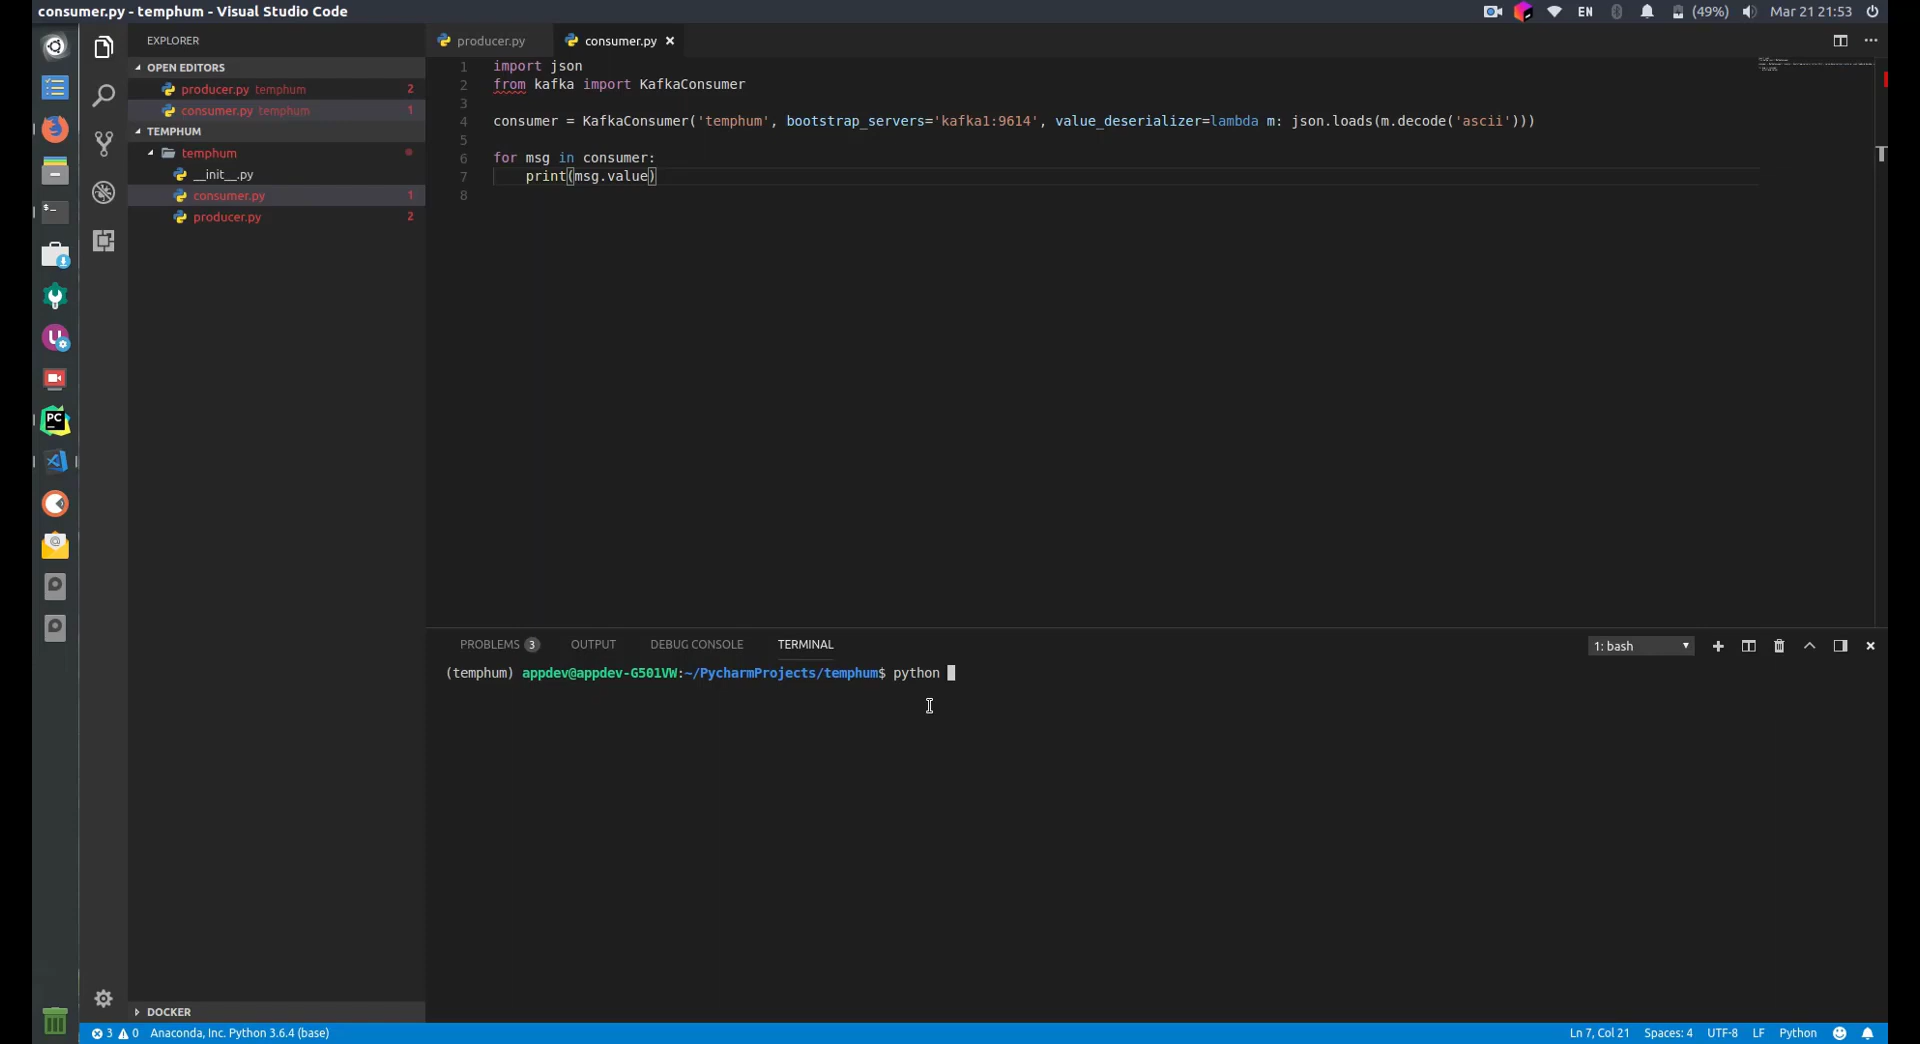 consumer.py - temphum - Visual Studio Code
EN
(49%)
Mar 21 21:53
EXPLORER
OPEN EDITORS
producer.py temphum 2
consumer.py temphum 1
TEMPHUM
temphum
__init__.py
consumer.py 1
producer.py 2
DOCKER
producer.py
consumer.py
1 import json
2 from kafka import KafkaConsumer
3
4 consumer = KafkaConsumer('temphum', bootstrap_servers='kafka1:9614', value_deserializer=lambda m: json.loads(m.decode('ascii')))
5
6 for msg in consumer:
7     print(msg.value)
8
PROBLEMS 3 OUTPUT DEBUG CONSOLE TERMINAL
1: bash
(temphum) appdev@appdev-G501VW:~/PycharmProjects/temphum$ python
3 0 Anaconda, Inc. Python 3.6.4 (base)
Ln 7, Col 21 Spaces: 4 UTF-8 LF Python